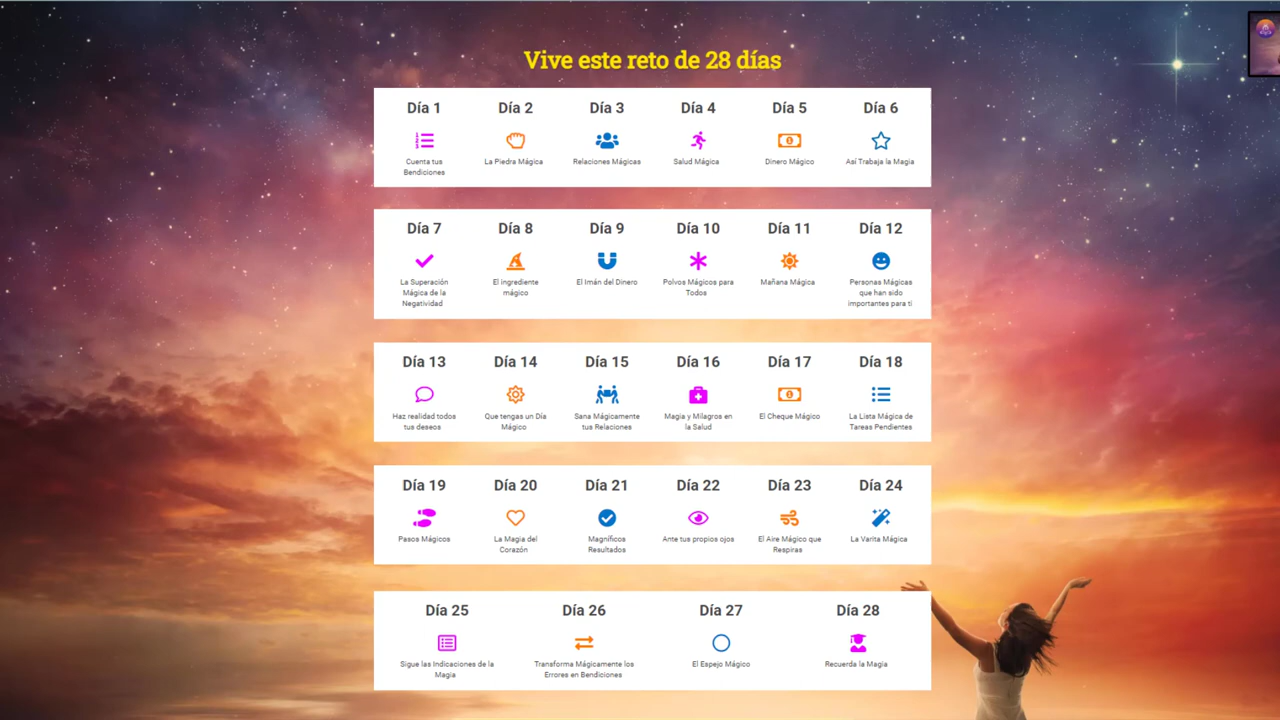 Vive este reto de 28 días
Día 1
Día 2
Día 3
Día 4
Día 5
Día 6
Cuenta tus
Bendiciones
La Piedra Mágica
Relaciones Mágicas
Salud Mágica
Dinero Mágico
Así Trabaja la Magia
Día 7
Día 8
Día 9
Día 10
Día 11
Día 12
La Superación
Mágica de la
Negatividad
El ingrediente
mágico
El Imán del Dinero
Polvos Mágicos para
Todos
Mañana Mágica
Personas Mágicas
que han sido
importantes para ti
Día 13
Día 14
Día 15
Día 16
Día 17
Día 18
Haz realidad todos
tus deseos
Que tengas un Día
Mágico
Sana Mágicamente
tus Relaciones
Magia y Milagros en
la Salud
El Cheque Mágico
La Lista Mágica de
Tareas Pendientes
Día 19
Día 20
Día 21
Día 22
Día 23
Día 24
Pasos Mágicos
La Magia del
Corazón
Magníficos
Resultados
Ante tus propios ojos
El Aire Mágico que
Respiras
La Varita Mágica
Día 25
Día 26
Día 27
Día 28
Sigue las Indicaciones de la
Magia
Transforma Mágicamente los
Errores en Bendiciones
El Espejo Mágico
Recuerda la Magia